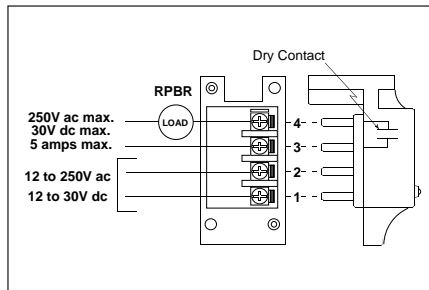 Dry Contact
RPBR
250V ac max.
30V dc max.
5 amps max.
LOAD
4
3
12 to 250V ac
2
12 to 30V dc
1